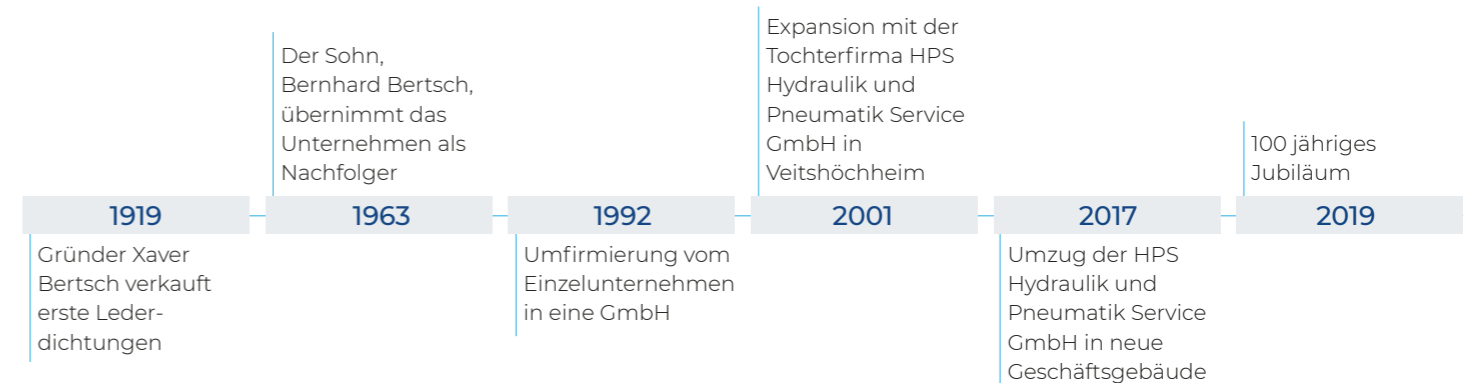 1919
Gründer Xaver
Bertsch verkauft
erste Leder-
dichtungen
Der Sohn,
Bernhard Bertsch,
übernimmt das
Unternehmen als
Nachfolger
1963
1992
Umfirmierung vom
Einzelunternehmen
in eine GmbH
Expansion mit der
Tochterfirma HPS
Hydraulik und
Pneumatik Service
GmbH in
Veitshöchheim
2001
2017
Umzug der HPS
Hydraulik und
Pneumatik Service
GmbH in neue
Geschäftsgebäude
100 jähriges
Jubiläum
2019